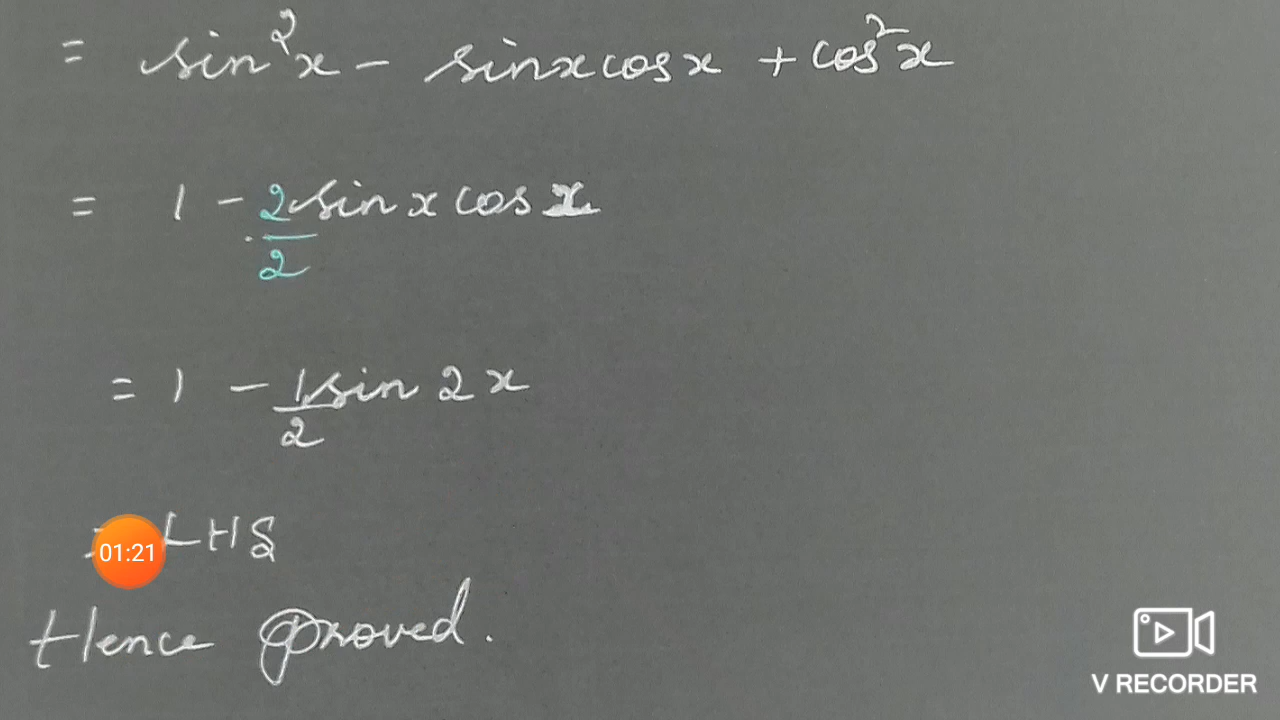 = sin²x - sinx cosx + cos²x
= 1 - 2/2 sin x cos x
= 1 - 1/2 sin 2x
= LHS
01:21
Hence proved.
V RECORDER